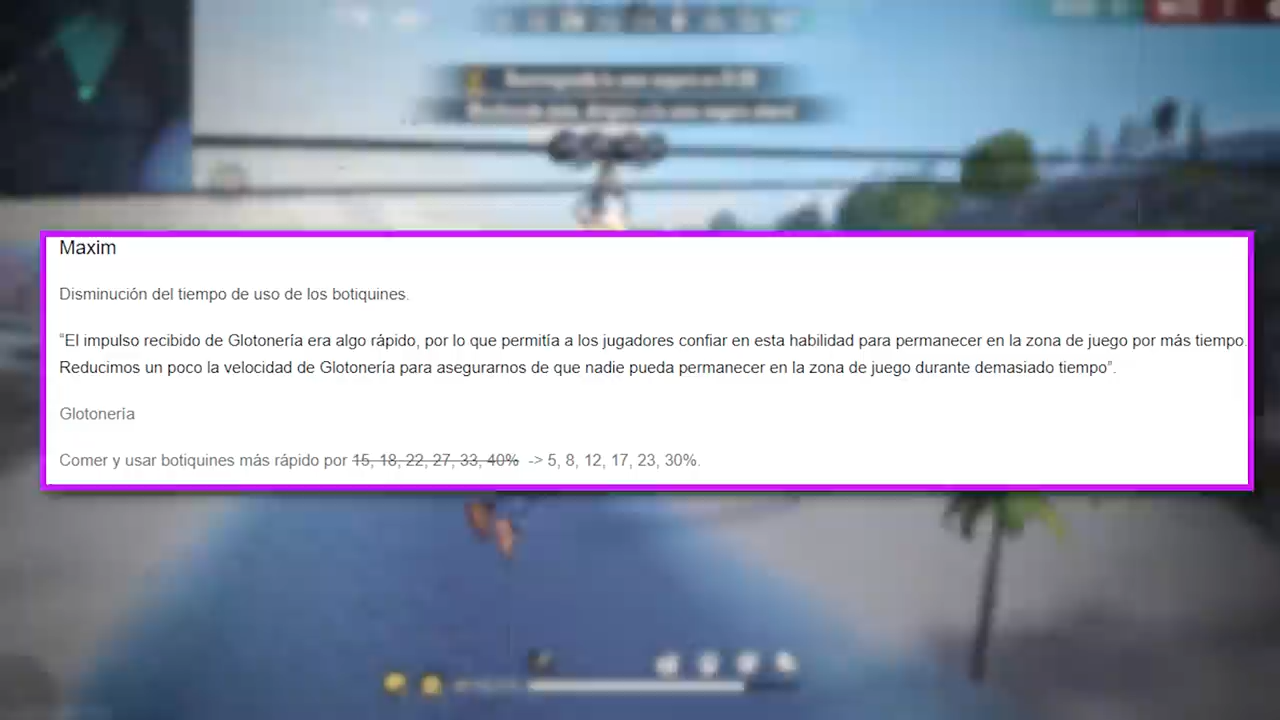 Maxim
Disminución del tiempo de uso de los botiquines.
“El impulso recibido de Glotonería era algo rápido, por lo que permitía a los jugadores confiar en esta habilidad para permanecer en la zona de juego por más tiempo.
Reducimos un poco la velocidad de Glotonería para asegurarnos de que nadie pueda permanecer en la zona de juego durante demasiado tiempo”.
Glotonería
Comer y usar botiquines más rápido por 15, 18, 22, 27, 33, 40% -> 5, 8, 12, 17, 23, 30%.